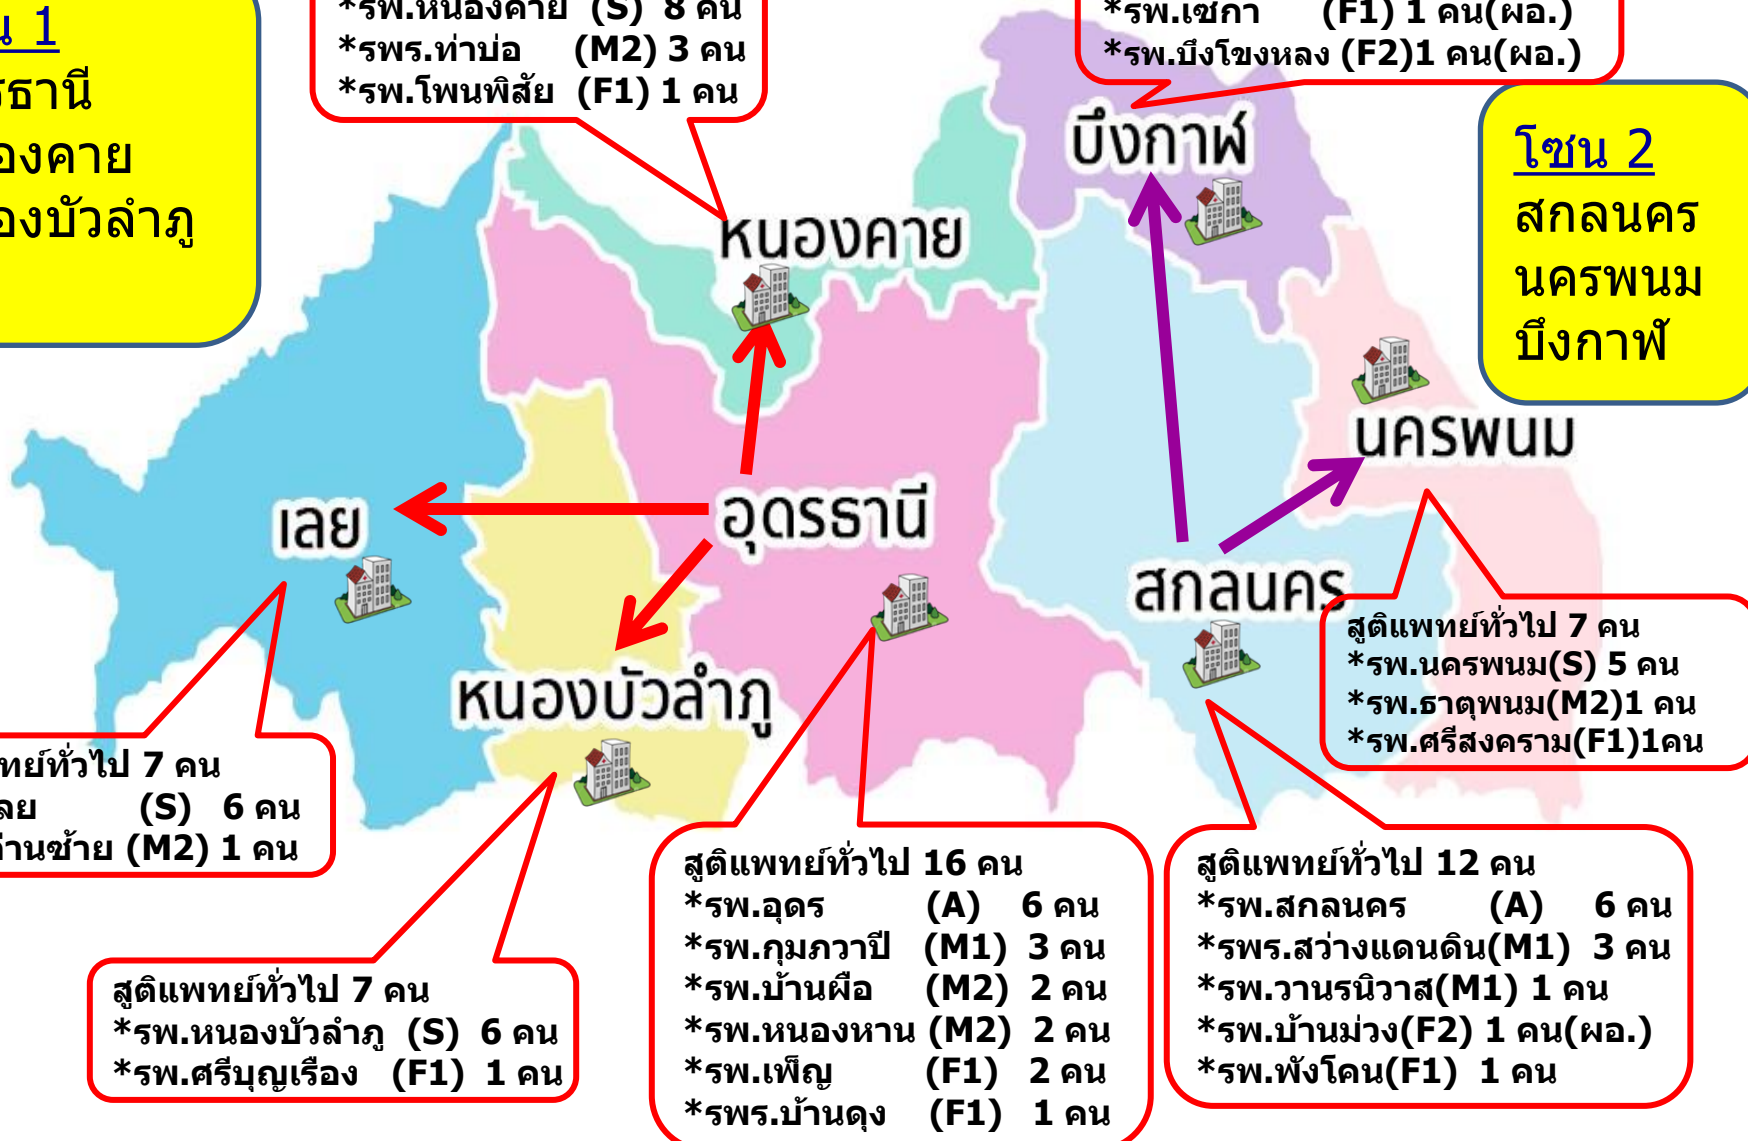 1
*รพ.หนองคาย (S) 8 คน
*รพร.ท่าบ่อ (M2) 3 คน
*รพ.โพนพิสัย (F1) 1 คน
*รพ.เซกา (F1) 1 คน(ผอ.)
*รพ.บึงโขงหลง (F2)1 คน(ผอ.)
โซน 2
สกลนคร
นครพนม
บึงกาฬั
บึงกาฬ
หนองคาย
นครพนม
เลย
อุดรธานี
สกลนคร
หนองบัวลำภู
สูติแพทย์ทั่วไป 7 คน
*รพ.นครพนม(S) 5 คน
*รพ.ธาตุพนม(M2)1 คน
*รพ.ศรีสงคราม(F1)1คน
ทั่วไป 7 คน
(S) 6 คน
(M2) 1 คน
สูติแพทย์ทั่วไป 7 คน
*รพ.หนองบัวลำภู (S) 6 คน
*รพ.ศรีบุญเรือง (F1) 1 คน
สูติแพทย์ทั่วไป 16 คน
*รพ.อุดร (A) 6 คน
*รพ.กุมภวาปี (M1) 3 คน
*รพ.บ้านผือ (M2) 2 คน
*รพ.หนองหาน (M2) 2 คน
*รพ.เพ็ญ (F1) 2 คน
*รพร.บ้านดุง (F1) 1 คน
สูติแพทย์ทั่วไป 12 คน
*รพ.สกลนคร (A) 6 คน
*รพร.สว่างแดนดิน(M1) 3 คน
*รพ.วานรนิวาส(M1) 1 คน
*รพ.บ้านม่วง(F2) 1 คน(ผอ.)
*รพ.พังโคน(F1) 1 คน